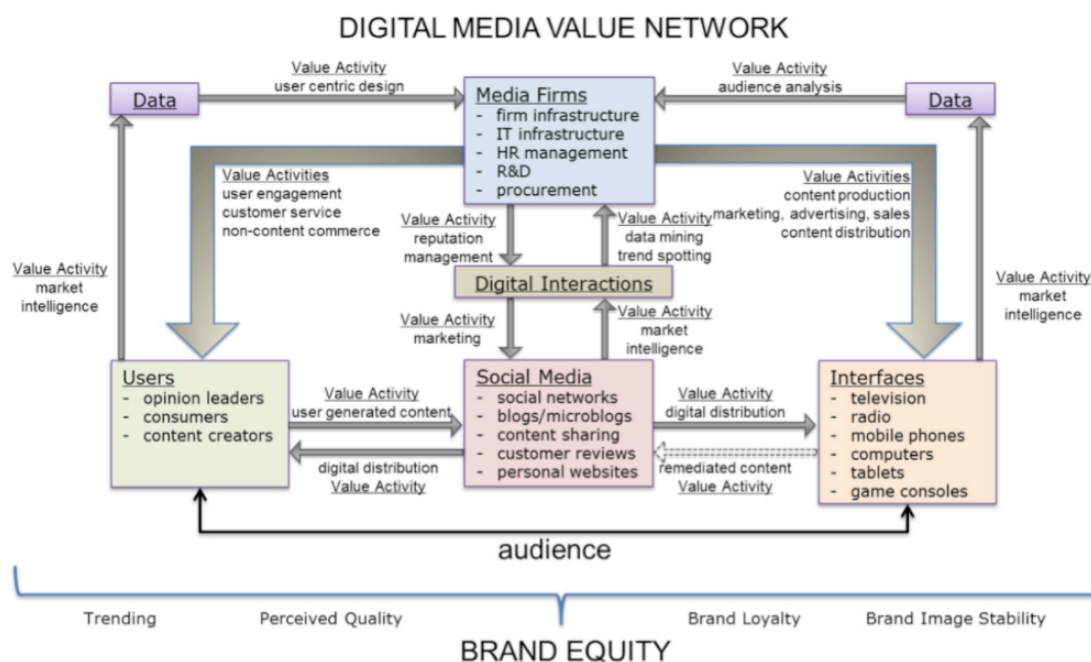 DIGITAL MEDIA VALUE NETWORK
Data
Value Activity
user centric design
Media Firms
- firm infrastructure
- IT infrastructure
- HR management
- R&D
- procurement
Value Activity
audience analysis
Data
Value Activities
user engagement
customer service
non-content commerce
Value Activities
content production
marketing, advertising, sales
content distribution
Value Activity
reputation
management
Value Activity
data mining
trend spotting
Value Activity
market
intelligence
Digital Interactions
Value Activity
market
intelligence
Value Activity
marketing
Value Activity
market
intelligence
Users
- opinion leaders
- consumers
- content creators
Value Activity
user generated content
digital distribution
Value Activity
Social Media
- social networks
- blogs/microblogs
- content sharing
- customer reviews
- personal websites
Value Activity
digital distribution
remediated content
Value Activity
Interfaces
- television
- radio
- mobile phones
- computers
- tablets
- game consoles
audience
Trending
Perceived Quality
Brand Loyalty
Brand Image Stability
BRAND EQUITY